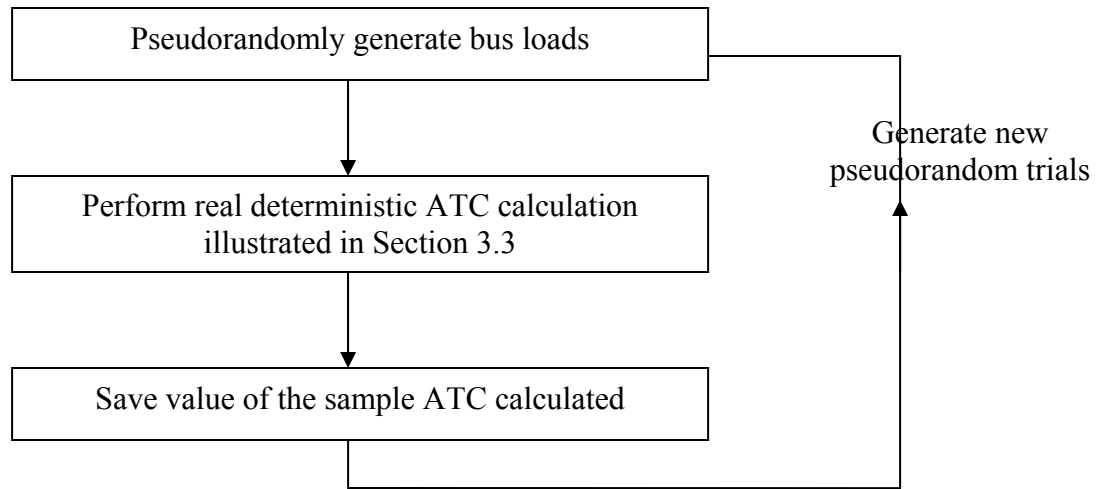 Pseudorandomly generate bus loads
Generate new
pseudorandom trials
Perform real deterministic ATC calculation
illustrated in Section 3.3
Save value of the sample ATC calculated